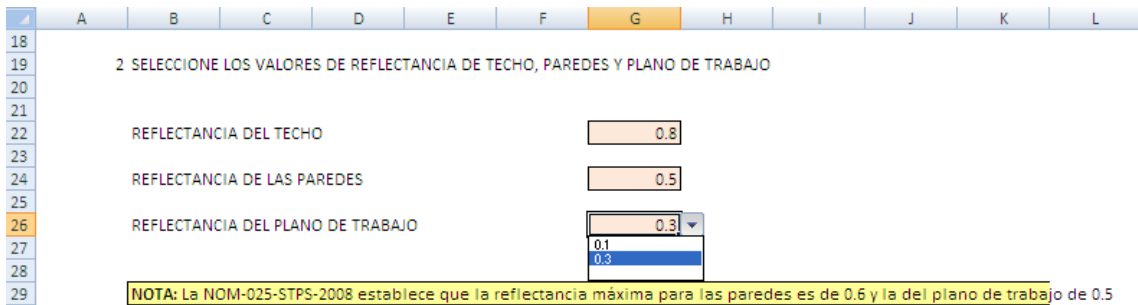 A B C D E F G H I J K L
18
19 2 SELECCIONE LOS VALORES DE REFLECTANCIA DE TECHO, PAREDES Y PLANO DE TRABAJO
20
21
22 REFLECTANCIA DEL TECHO 0.8
23
24 REFLECTANCIA DE LAS PAREDES 0.5
25
26 REFLECTANCIA DEL PLANO DE TRABAJO 0.3
27 0.1
28 0.3
29 NOTA: La NOM-025-STPS-2008 establece que la reflectancia máxima para las paredes es de 0.6 y la del plano de trabajo de 0.5